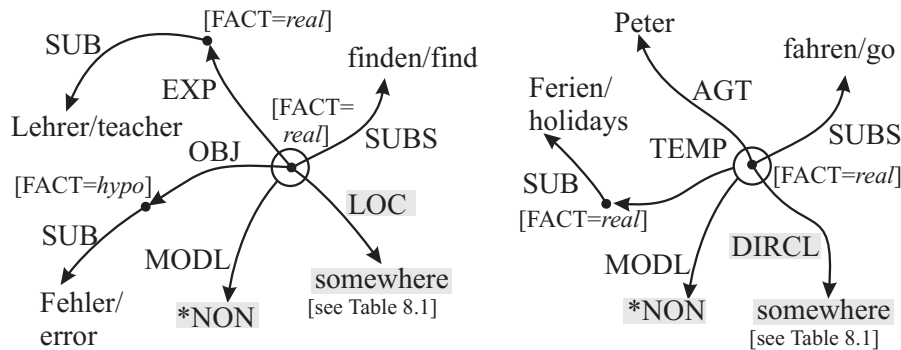 [FACT=real]
SUB
finden/find
EXP
[FACT=
real]
Lehrer/teacher
SUBS
OBJ
[FACT=hypo]
LOC
SUB
MODL
somewhere
[see Table 8.1]
Fehler/
error
*NON
Peter
fahren/go
Ferien/
holidays
AGT
SUBS
TEMP
[FACT=real]
SUB
[FACT=real]
DIRCL
MODL
*NON
somewhere
[see Table 8.1]